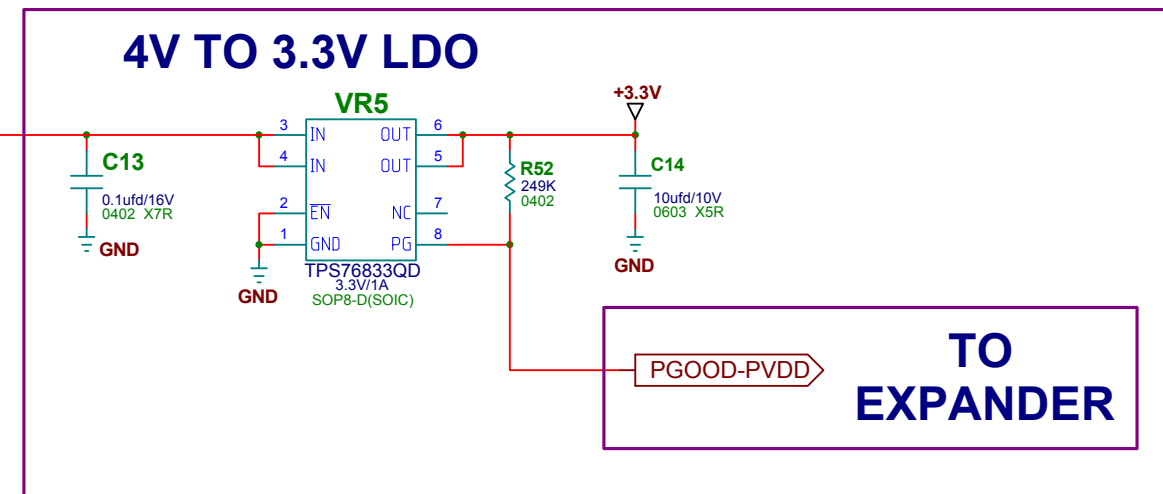 4V TO 3.3V LDO
VR5
+3.3V
3 IN OUT 6
4 IN OUT 5
2 EN NC 7
1 GND PG 8
TPS76833QD
3.3V/1A
SOP8-D(SOIC)
C13
0.1ufd/16V
0402 X7R
GND
GND
R52
249K
0402
C14
10ufd/10V
0603 X5R
GND
PGOOD-PVDD
TO
EXPANDER